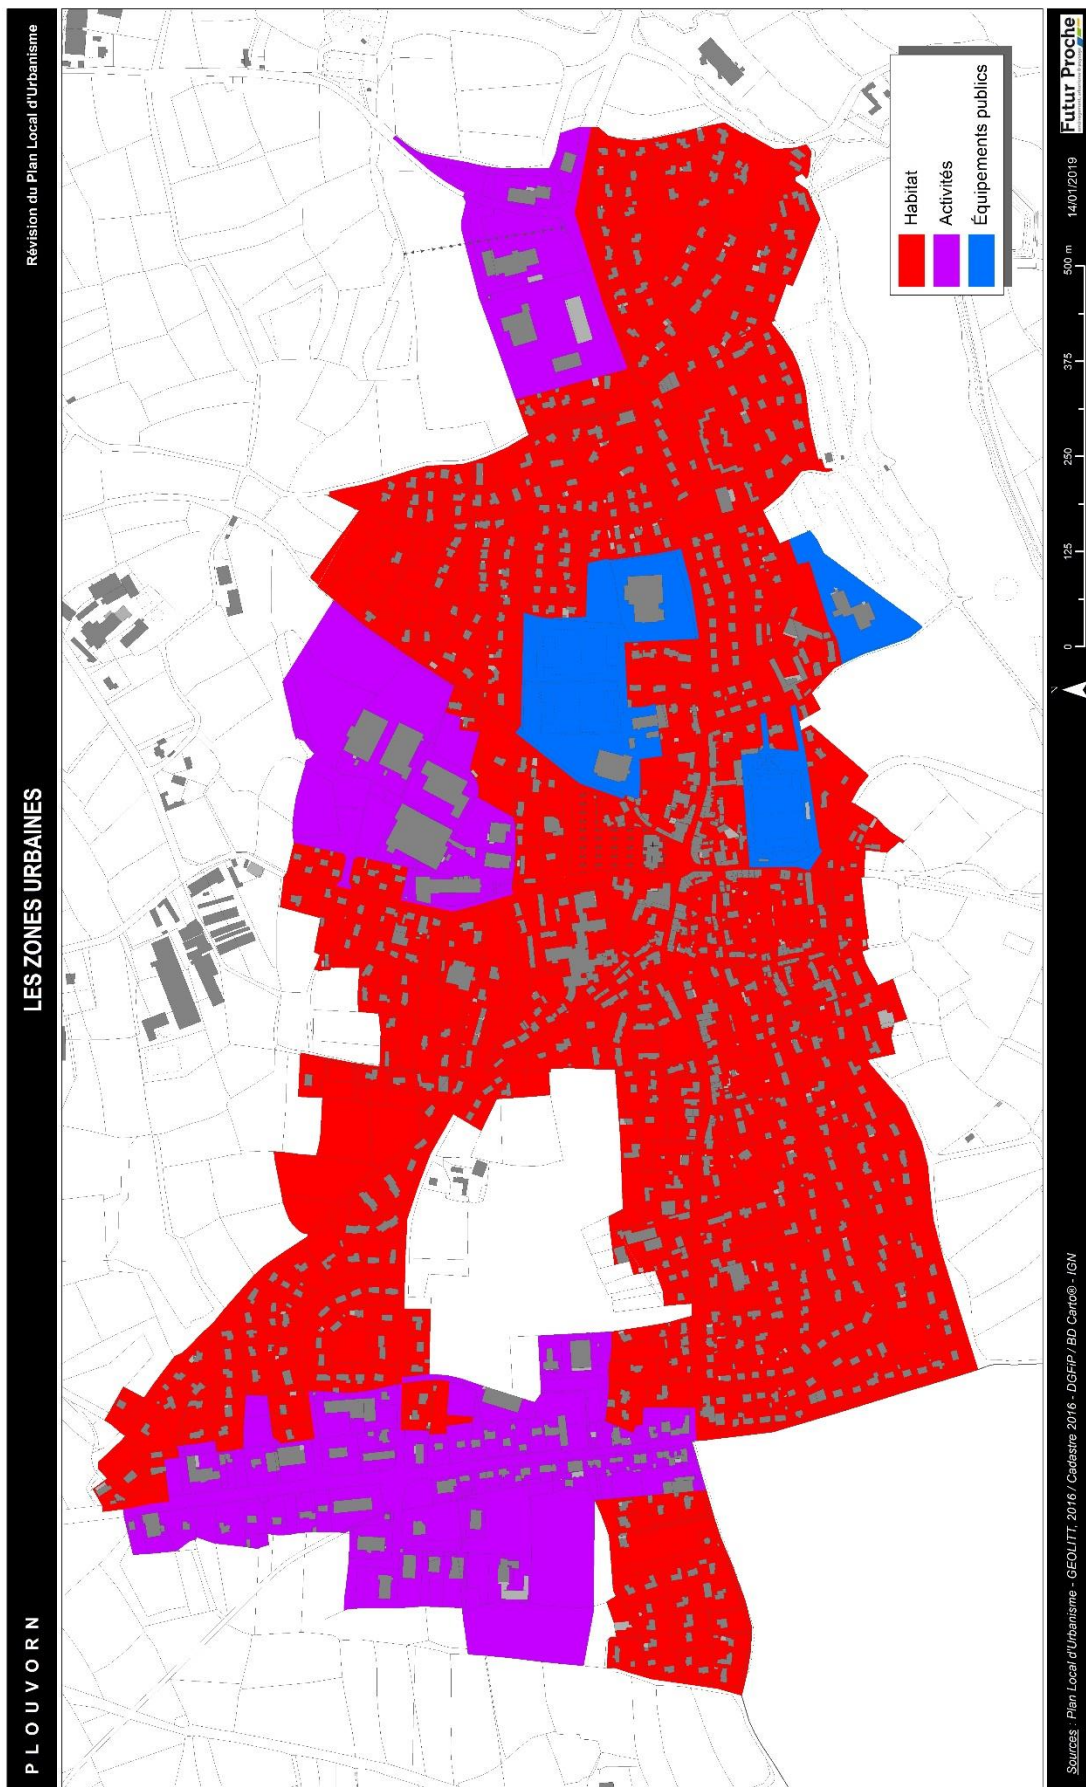 PLOUVORN
LES ZONES URBAINES
Révision du Plan Local d'Urbanisme
Habitat
Activités
Équipements publics
Sources : Plan Local d'Urbanisme - GEOLITT, 2016 / Cadastre 2016 - DGFiP / BD Carto® - IGN
N
0 125 250 375 500 m
14/01/2019
Futur Proche